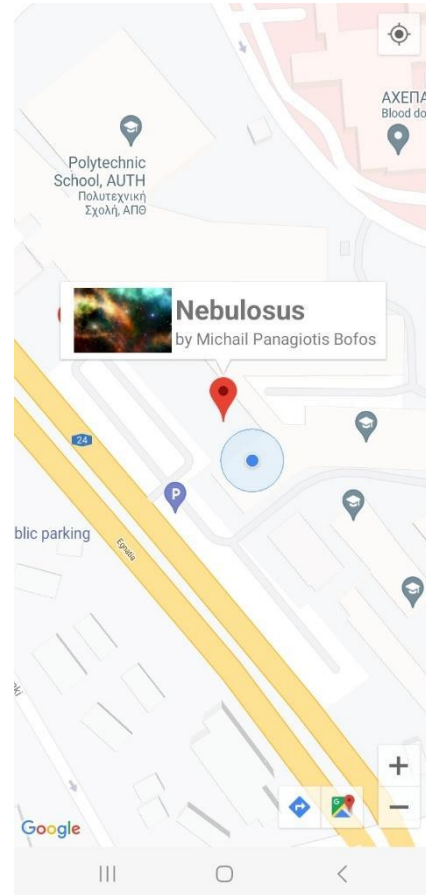 ΑΧΕΠΑ
Blood do
Polytechnic
School, AUTH
Πολυτεχνική
Σχολή, ΑΠΘ
Nebulosus
by Michail Panagiotis Bofos
24
P
blic parking
Egnatia
+
−
Google